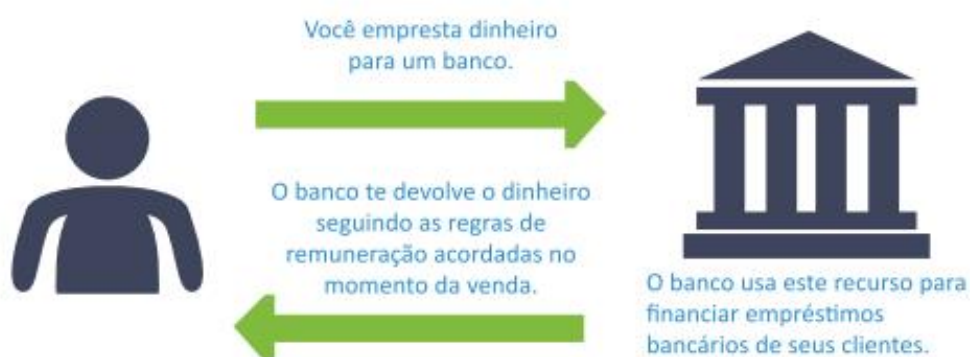 Você empresta dinheiro
para um banco.
O banco te devolve o dinheiro
seguindo as regras de
remuneração acordadas no
momento da venda.
O banco usa este recurso para
financiar empréstimos
bancários de seus clientes.